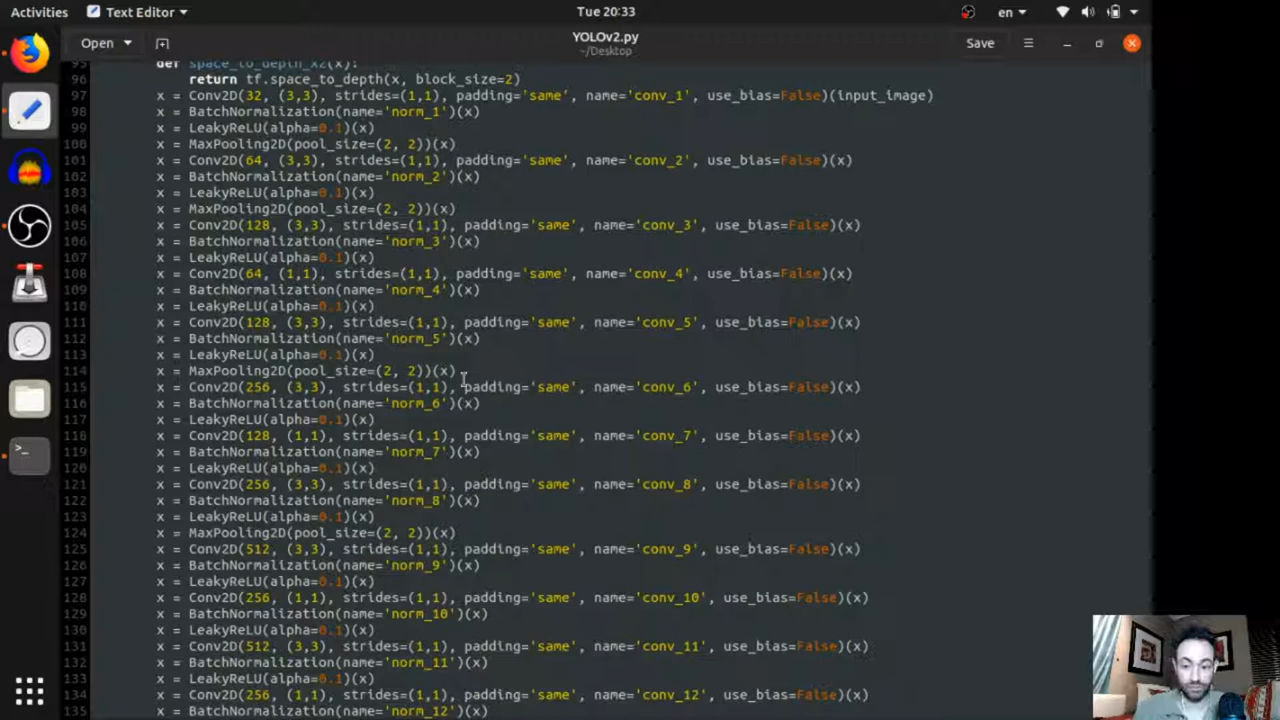 Activities
Text Editor
Tue 20:33
en
Open
YOLOv2.py
~/Desktop
Save
95 def space_to_depth_x2(x):
96 return tf.space_to_depth(x, block_size=2)
97 x = Conv2D(32, (3,3), strides=(1,1), padding='same', name='conv_1', use_bias=False)(input_image)
98 x = BatchNormalization(name='norm_1')(x)
99 x = LeakyReLU(alpha=0.1)(x)
100 x = MaxPooling2D(pool_size=(2, 2))(x)
101 x = Conv2D(64, (3,3), strides=(1,1), padding='same', name='conv_2', use_bias=False)(x)
102 x = BatchNormalization(name='norm_2')(x)
103 x = LeakyReLU(alpha=0.1)(x)
104 x = MaxPooling2D(pool_size=(2, 2))(x)
105 x = Conv2D(128, (3,3), strides=(1,1), padding='same', name='conv_3', use_bias=False)(x)
106 x = BatchNormalization(name='norm_3')(x)
107 x = LeakyReLU(alpha=0.1)(x)
108 x = Conv2D(64, (1,1), strides=(1,1), padding='same', name='conv_4', use_bias=False)(x)
109 x = BatchNormalization(name='norm_4')(x)
110 x = LeakyReLU(alpha=0.1)(x)
111 x = Conv2D(128, (3,3), strides=(1,1), padding='same', name='conv_5', use_bias=False)(x)
112 x = BatchNormalization(name='norm_5')(x)
113 x = LeakyReLU(alpha=0.1)(x)
114 x = MaxPooling2D(pool_size=(2, 2))(x)
115 x = Conv2D(256, (3,3), strides=(1,1), padding='same', name='conv_6', use_bias=False)(x)
116 x = BatchNormalization(name='norm_6')(x)
117 x = LeakyReLU(alpha=0.1)(x)
118 x = Conv2D(128, (1,1), strides=(1,1), padding='same', name='conv_7', use_bias=False)(x)
119 x = BatchNormalization(name='norm_7')(x)
120 x = LeakyReLU(alpha=0.1)(x)
121 x = Conv2D(256, (3,3), strides=(1,1), padding='same', name='conv_8', use_bias=False)(x)
122 x = BatchNormalization(name='norm_8')(x)
123 x = LeakyReLU(alpha=0.1)(x)
124 x = MaxPooling2D(pool_size=(2, 2))(x)
125 x = Conv2D(512, (3,3), strides=(1,1), padding='same', name='conv_9', use_bias=False)(x)
126 x = BatchNormalization(name='norm_9')(x)
127 x = LeakyReLU(alpha=0.1)(x)
128 x = Conv2D(256, (1,1), strides=(1,1), padding='same', name='conv_10', use_bias=False)(x)
129 x = BatchNormalization(name='norm_10')(x)
130 x = LeakyReLU(alpha=0.1)(x)
131 x = Conv2D(512, (3,3), strides=(1,1), padding='same', name='conv_11', use_bias=False)(x)
132 x = BatchNormalization(name='norm_11')(x)
133 x = LeakyReLU(alpha=0.1)(x)
134 x = Conv2D(256, (1,1), strides=(1,1), padding='same', name='conv_12', use_bias=False)(x)
135 x = BatchNormalization(name='norm_12')(x)